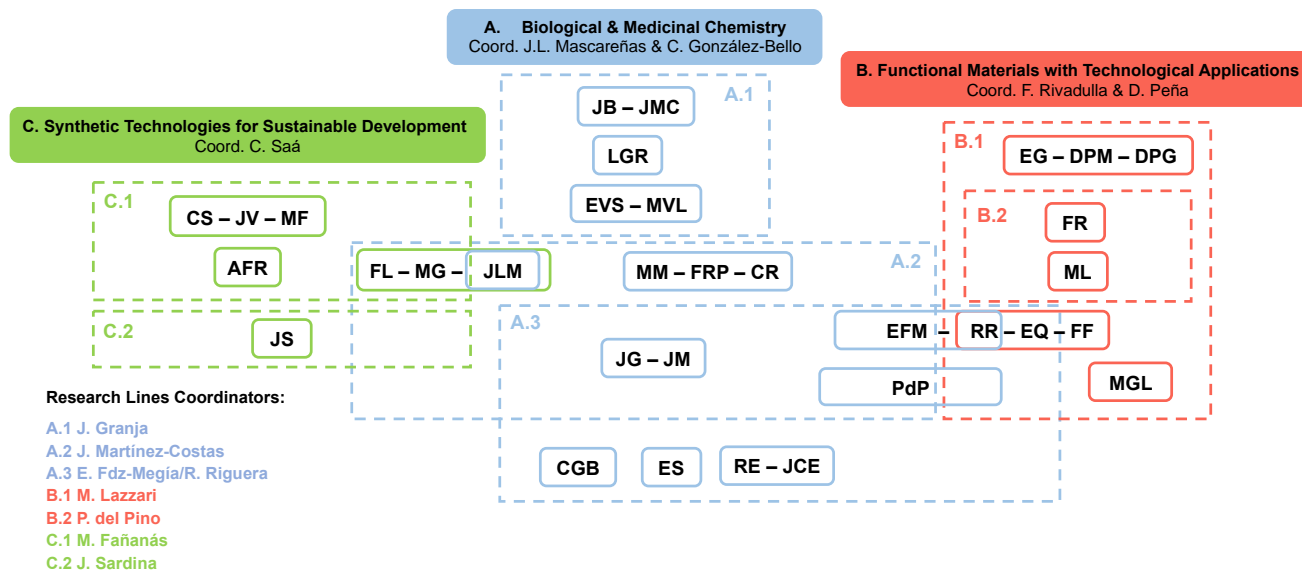 A. Biological & Medicinal Chemistry
Coord. J.L. Mascareñas & C. González-Bello
B. Functional Materials with Technological Applications
Coord. F. Rivadulla & D. Peña
C. Synthetic Technologies for Sustainable Development
Coord. C. Saá
A.1
JB – JMC
LGR
EVS – MVL
B.1
EG – DPM – DPG
B.2
FR
ML
C.1
CS – JV – MF
AFR
FL – MG – JLM
MM – FRP – CR
A.2
C.2
JS
A.3
EFM – RR – EQ – FF
JG – JM
PdP
MGL
CGB
ES
RE – JCE
Research Lines Coordinators:
A.1 J. Granja
A.2 J. Martínez-Costas
A.3 E. Fdz-Megía/R. Riguera
B.1 M. Lazzari
B.2 P. del Pino
C.1 M. Fañanás
C.2 J. Sardina